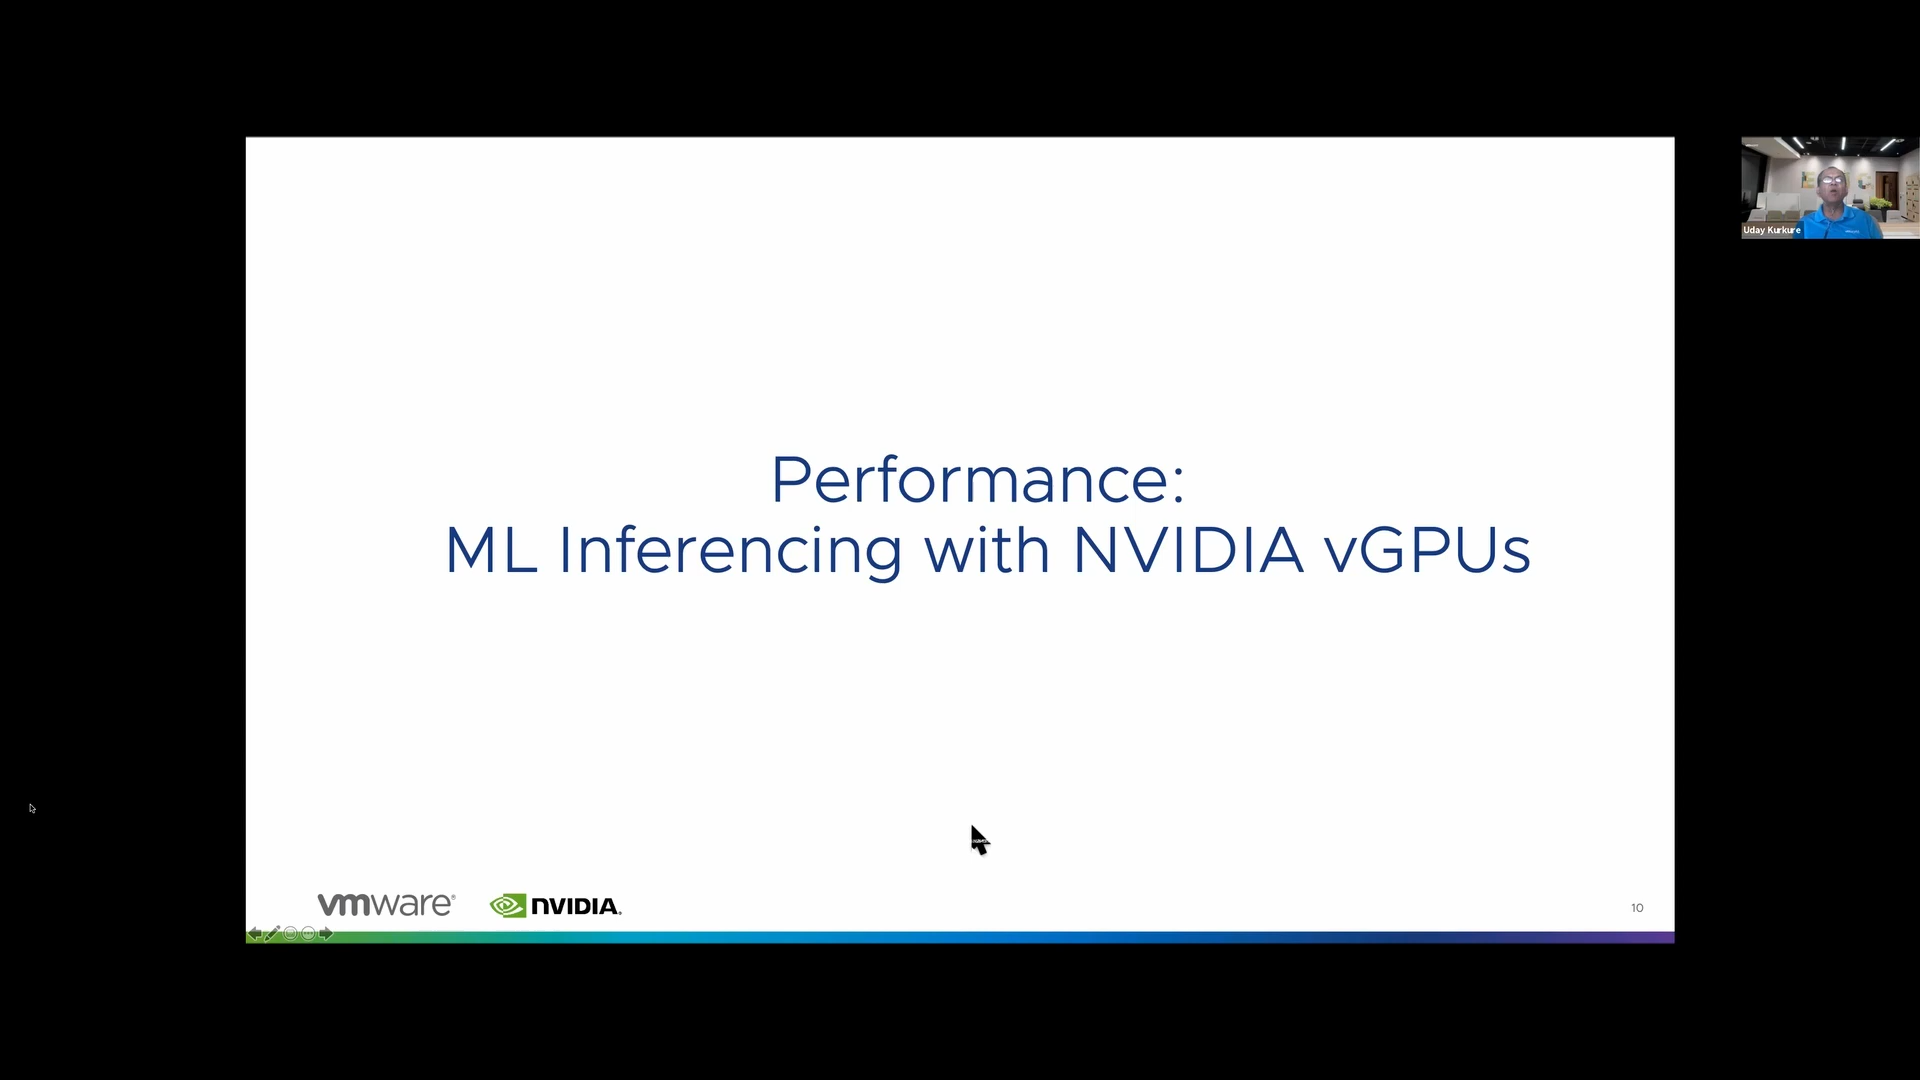 Uday Kurkure
Performance:
ML Inferencing with NVIDIA vGPUs
vmware®
NVIDIA.
10